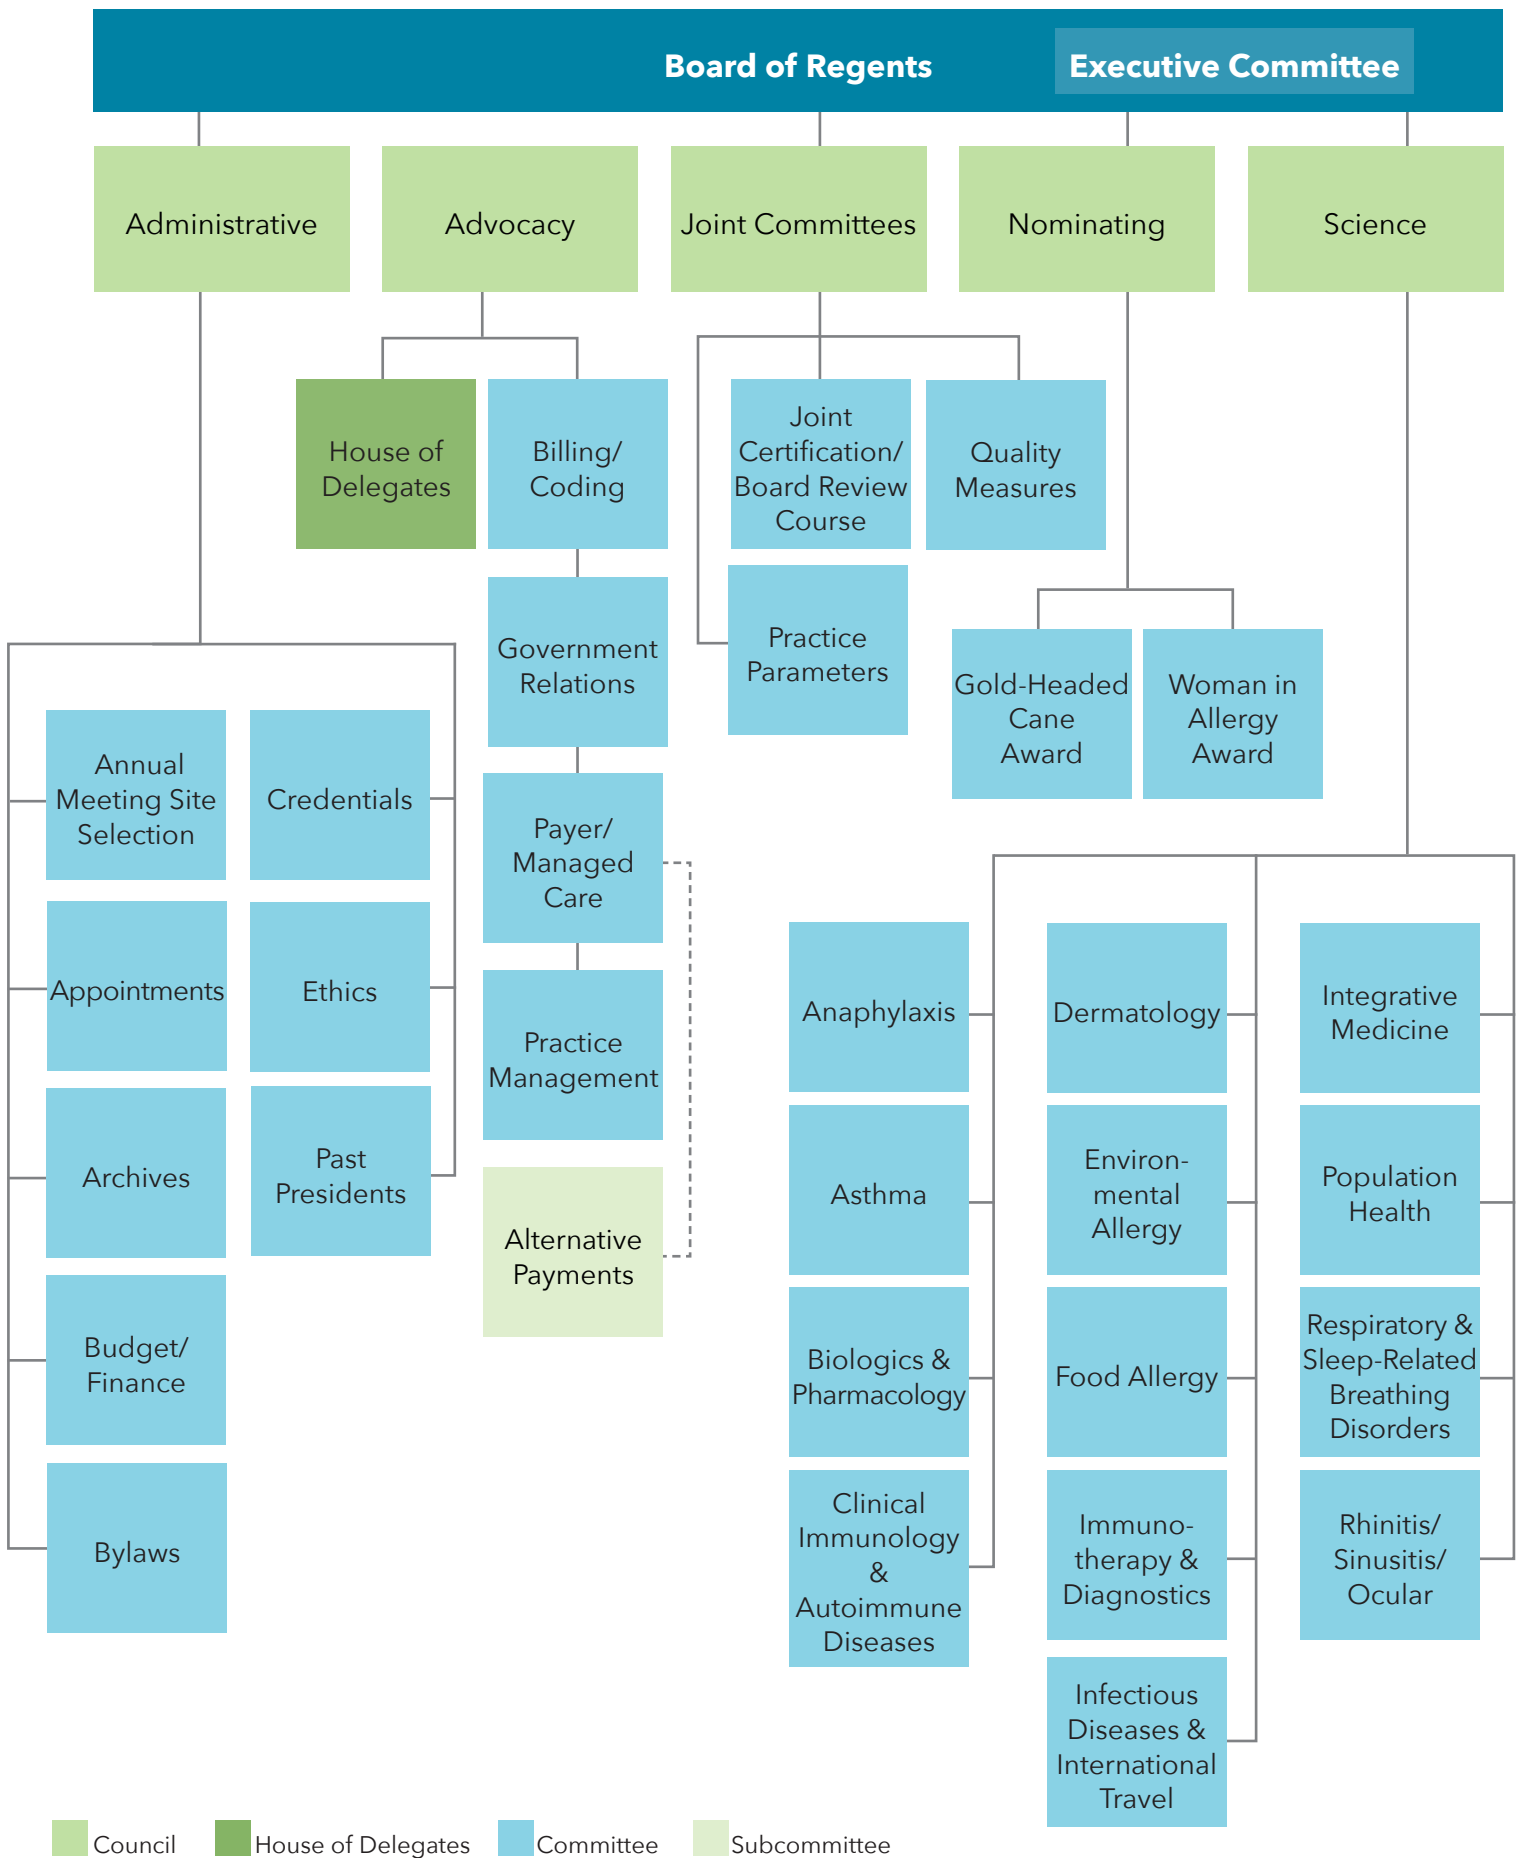 Board of Regents
Executive Committee
Administrative
Advocacy
Joint Committees
Nominating
Science
House of
Delegates
Billing/
Coding
Joint
Certification/
Board Review
Course
Quality
Measures
Government
Relations
Practice
Parameters
Gold-Headed
Cane
Award
Woman in
Allergy
Award
Annual
Meeting Site
Selection
Credentials
Payer/
Managed
Care
Appointments
Ethics
Practice
Management
Archives
Past
Presidents
Alternative
Payments
Budget/
Finance
Bylaws
Anaphylaxis
Dermatology
Integrative
Medicine
Asthma
Environ-
mental
Allergy
Population
Health
Biologics &
Pharmacology
Food Allergy
Respiratory &
Sleep-Related
Breathing
Disorders
Clinical
Immunology
&
Autoimmune
Diseases
Immuno-
therapy &
Diagnostics
Rhinitis/
Sinusitis/
Ocular
Infectious
Diseases &
International
Travel
Council
House of Delegates
Committee
Subcommittee